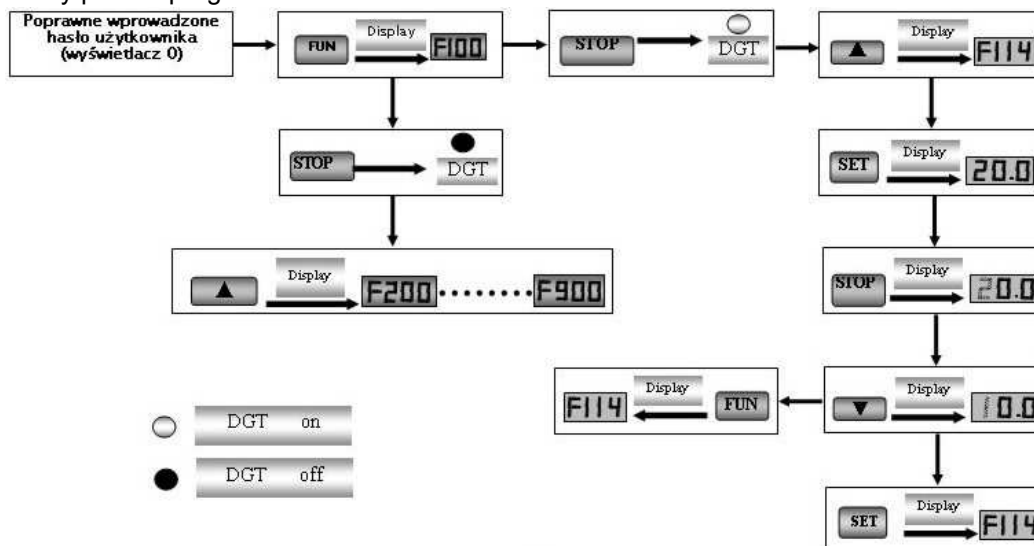 Poprawne wprowadzone
hasło użytkownika
(wyświetlacz 0)
FUN
Display
F100
STOP
DGT
▲
Display
F114
STOP
DGT
SET
Display
20.0
▲
Display
F200 ........ F900
STOP
Display
20.0
F114
Display
FUN
▼
Display
10.0
DGT on
DGT off
SET
Display
F114